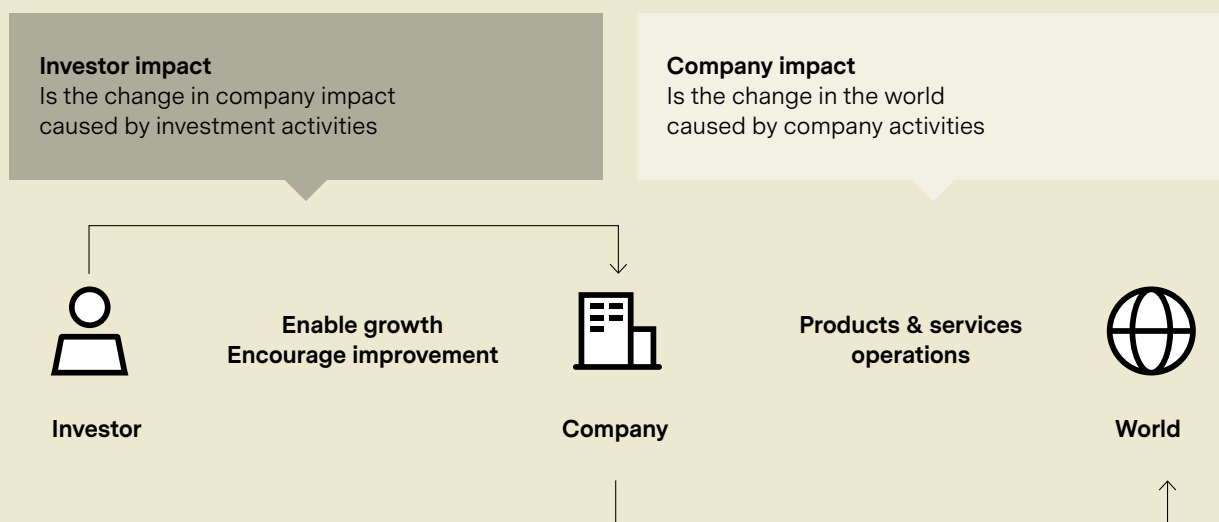 Investor impact
Is the change in company impact
caused by investment activities
Company impact
Is the change in the world
caused by company activities
Enable growth
Encourage improvement
Products & services
operations
Investor
Company
World